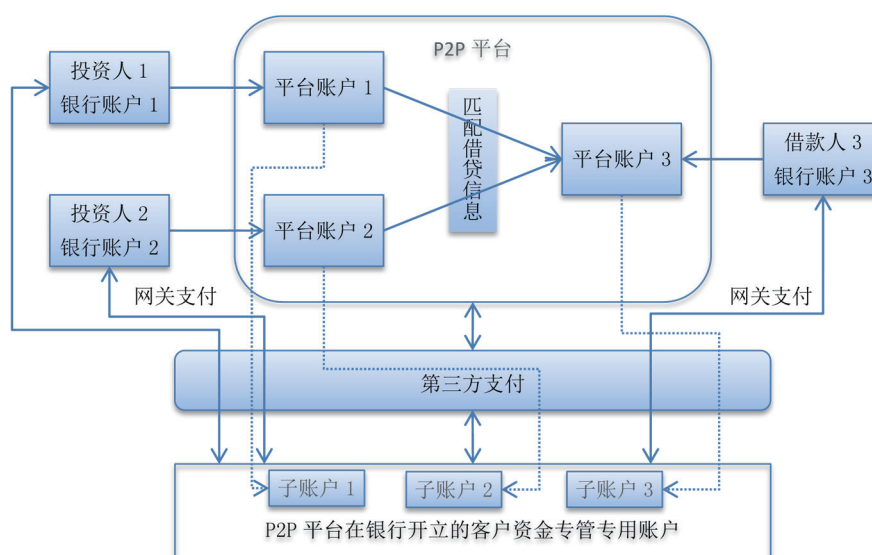 P2P 平台
投资人 1
银行账户 1
平台账户 1
匹配借贷信息
平台账户 3
借款人 3
银行账户 3
投资人 2
银行账户 2
平台账户 2
网关支付
网关支付
第三方支付
子账户 1
子账户 2
子账户 3
P2P 平台在银行开立的客户资金专管专用账户